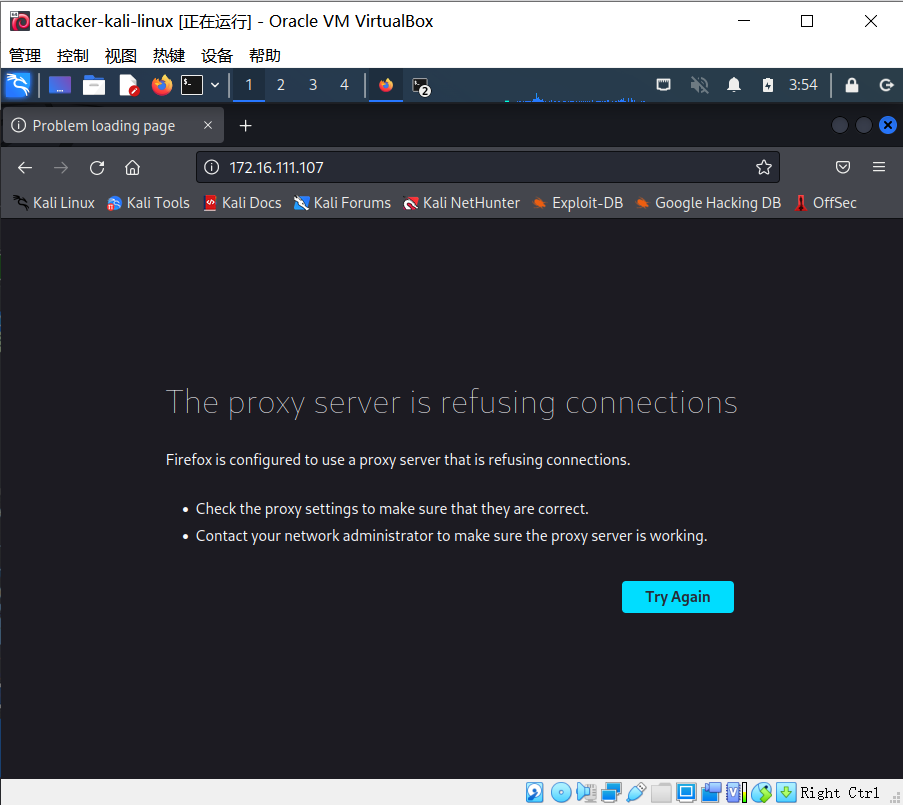 attacker-kali-linux [正在运行] - Oracle VM VirtualBox
管理 控制 视图 热键 设备 帮助
1 2 3 4 2 3:54
Problem loading page
172.16.111.107
Kali Linux Kali Tools Kali Docs Kali Forums Kali NetHunter Exploit-DB Google Hacking DB OffSec
The proxy server is refusing connections
Firefox is configured to use a proxy server that is refusing connections.
• Check the proxy settings to make sure that they are correct.
• Contact your network administrator to make sure the proxy server is working.
Try Again
Right Ctrl